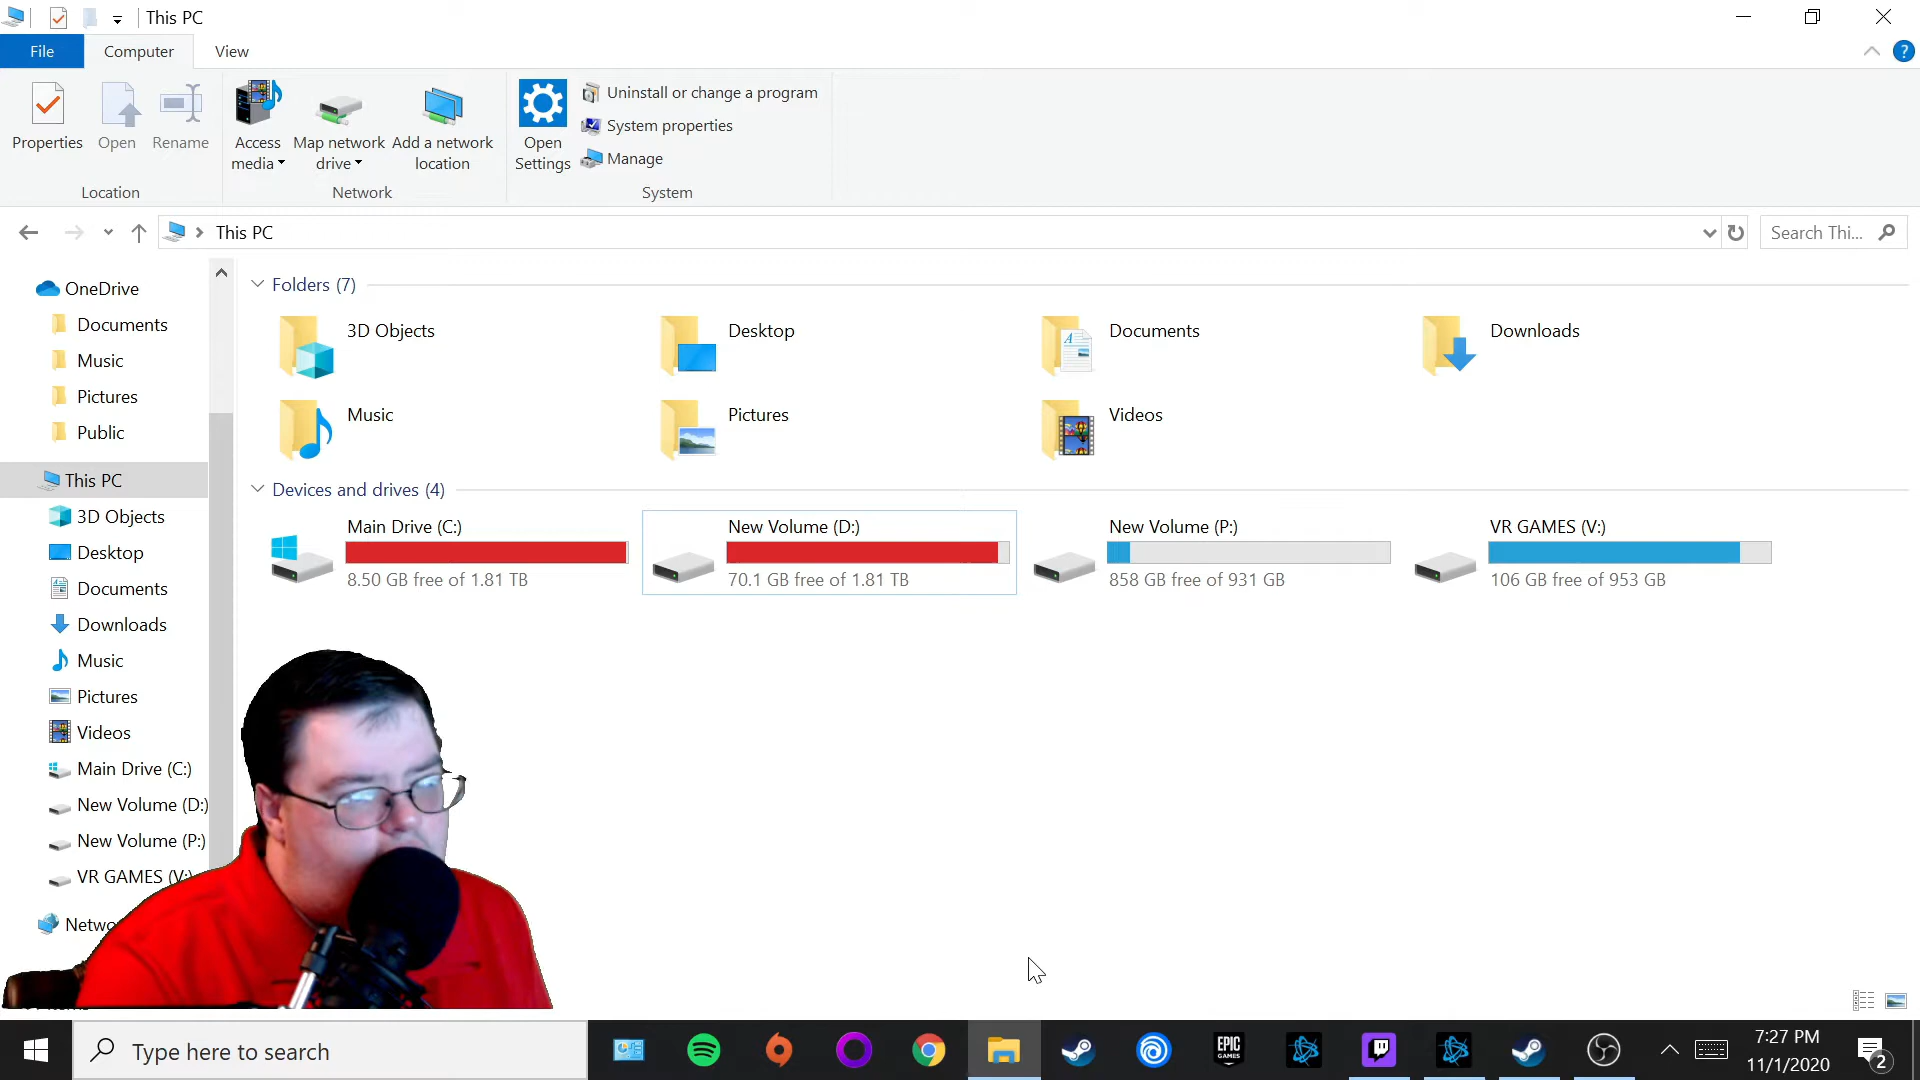 This PC
File
Computer
View
?
Properties
Open
Rename
Access media
Map network drive
Add a network location
Open Settings
Uninstall or change a program
System properties
Manage
Location
Network
System
This PC
Search Thi...
OneDrive
Documents
Music
Pictures
Public
This PC
3D Objects
Desktop
Documents
Downloads
Music
Pictures
Videos
Main Drive (C:)
New Volume (D:)
New Volume (P:)
VR GAMES (V:)
Netwo
Folders (7)
3D Objects
Desktop
Documents
Downloads
Music
Pictures
Videos
Devices and drives (4)
Main Drive (C:)
8.50 GB free of 1.81 TB
New Volume (D:)
70.1 GB free of 1.81 TB
New Volume (P:)
858 GB free of 931 GB
VR GAMES (V:)
106 GB free of 953 GB
Type here to search
EPIC
GAMES
7:27 PM
11/1/2020
2